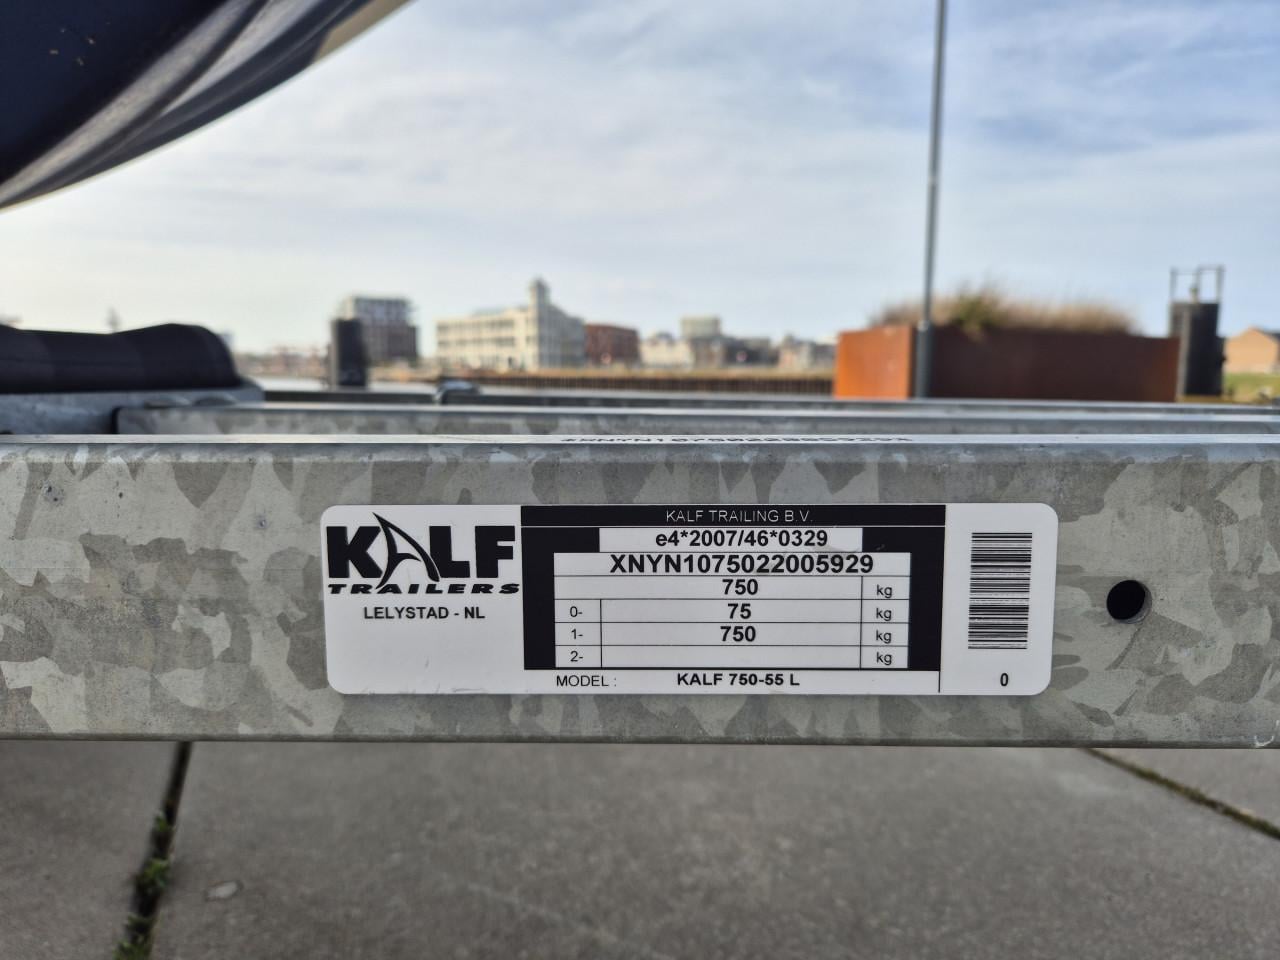 *XNYN1075022005929*
KALF
TRAILERS
LELYSTAD - NL
KALF TRAILING B.V.
e4*2007/46*0329
XNYN1075022005929
750 kg
0- 75 kg
1- 750 kg
2- kg
MODEL : KALF 750-55 L
0